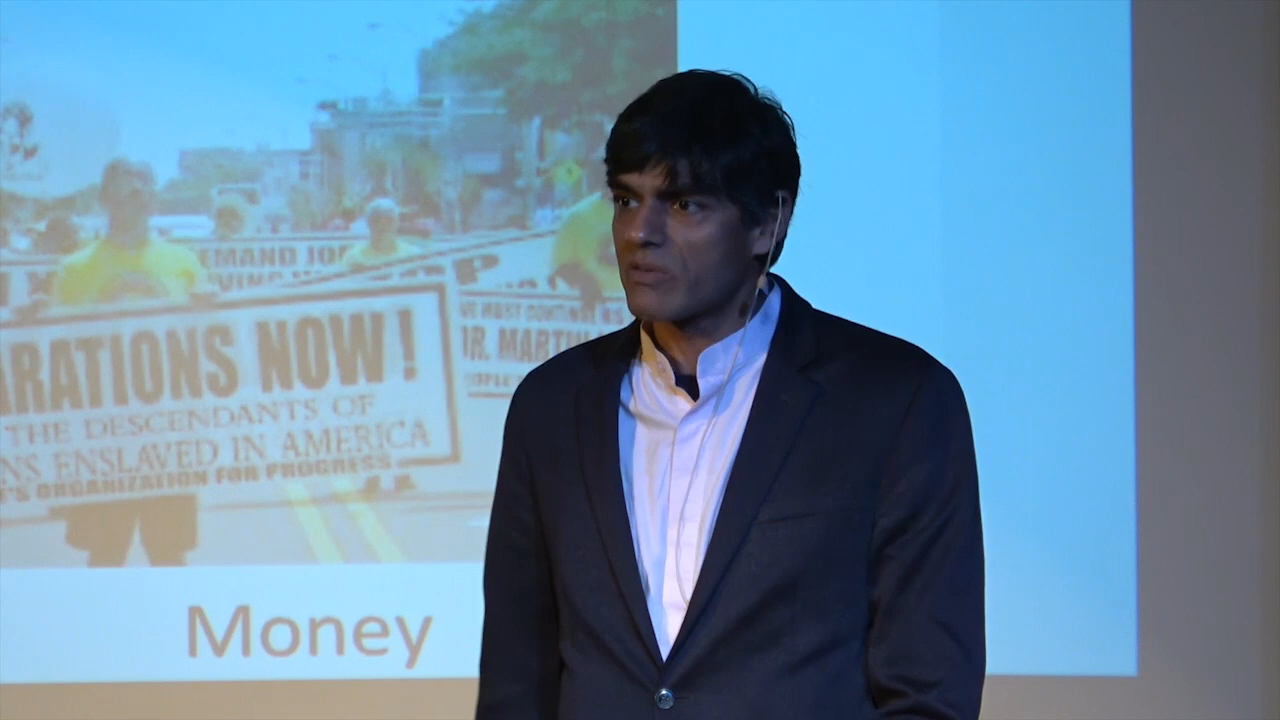 EMAND JO
ARATIONS NOW!
THE DESCENDANTS OF
NS ENSLAVED IN AMERICA
'S ORGANIZATION FOR PROGRESS
WE MUST CONTINUE
DR. MARTIN
Money